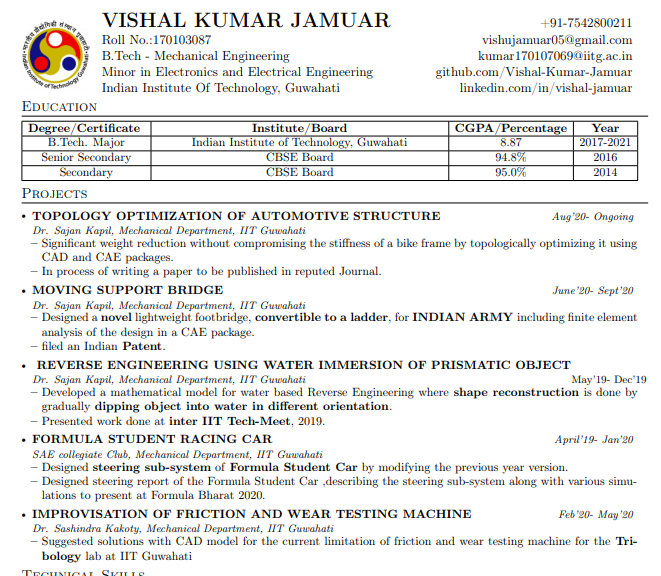 VISHAL KUMAR JAMUAR
+91-7542800211
Roll No.:170103087
vishujamuar05@gmail.com
B.Tech - Mechanical Engineering
kumar170107069@iitg.ac.in
Minor in Electronics and Electrical Engineering
github.com/Vishal-Kumar-Jamuar
Indian Institute Of Technology, Guwahati
linkedin.com/in/vishal-jamuar
EDUCATION
Degree/Certificate Institute/Board CGPA/Percentage Year
B.Tech. Major Indian Institute of Technology, Guwahati 8.87 2017-2021
Senior Secondary CBSE Board 94.8% 2016
Secondary CBSE Board 95.0% 2014
PROJECTS
• TOPOLOGY OPTIMIZATION OF AUTOMOTIVE STRUCTURE Aug'20- Ongoing
Dr. Sajan Kapil, Mechanical Department, IIT Guwahati
– Significant weight reduction without compromising the stiffness of a bike frame by topologically optimizing it using
CAD and CAE packages.
– In process of writing a paper to be published in reputed Journal.
• MOVING SUPPORT BRIDGE June'20- Sept'20
Dr. Sajan Kapil, Mechanical Department, IIT Guwahati
– Designed a novel lightweight footbridge, convertible to a ladder, for INDIAN ARMY including finite element
analysis of the design in a CAE package.
– filed an Indian Patent.
• REVERSE ENGINEERING USING WATER IMMERSION OF PRISMATIC OBJECT
Dr. Sajan Kapil, Mechanical Department, IIT Guwahati May'19- Dec'19
– Developed a mathematical model for water based Reverse Engineering where shape reconstruction is done by
gradually dipping object into water in different orientation.
– Presented work done at inter IIT Tech-Meet, 2019.
• FORMULA STUDENT RACING CAR April'19- Jan'20
SAE collegiate Club, Mechanical Department, IIT Guwahati
– Designed steering sub-system of Formula Student Car by modifying the previous year version.
– Designed steering report of the Formula Student Car ,describing the steering sub-system along with various simu-
lations to present at Formula Bharat 2020.
• IMPROVISATION OF FRICTION AND WEAR TESTING MACHINE Feb'20- May'20
Dr. Sashindra Kakoty, Mechanical Department, IIT Guwahati
– Suggested solutions with CAD model for the current limitation of friction and wear testing machine for the Tri-
bology lab at IIT Guwahati
TECHNICAL SKILLS